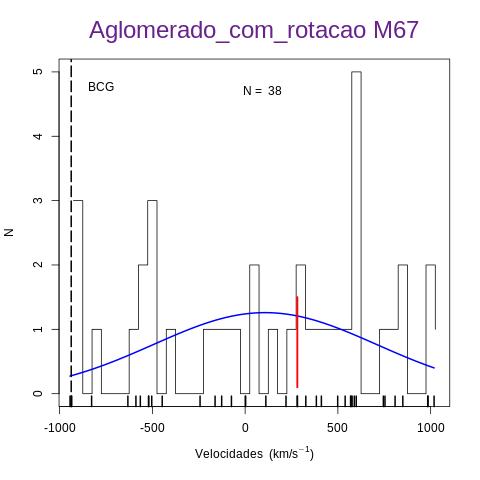 Aglomerado_com_rotacao M67
BCG
N = 38
5
4
3
2
1
0
N
-1000 -500 0 500 1000
Velocidades (km/s⁻¹)